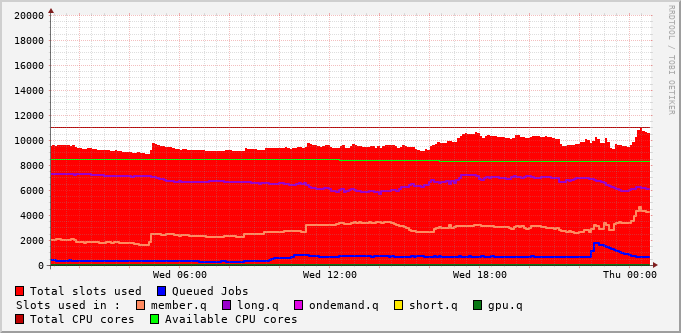 20000
18000
16000
14000
12000
10000
8000
6000
4000
2000
0
Wed 06:00 Wed 12:00 Wed 18:00 Thu 00:00
RRDTOOL / TOBI OETIKER
Total slots used Queued Jobs
Slots used in : member.q long.q ondemand.q short.q gpu.q
Total CPU cores Available CPU cores